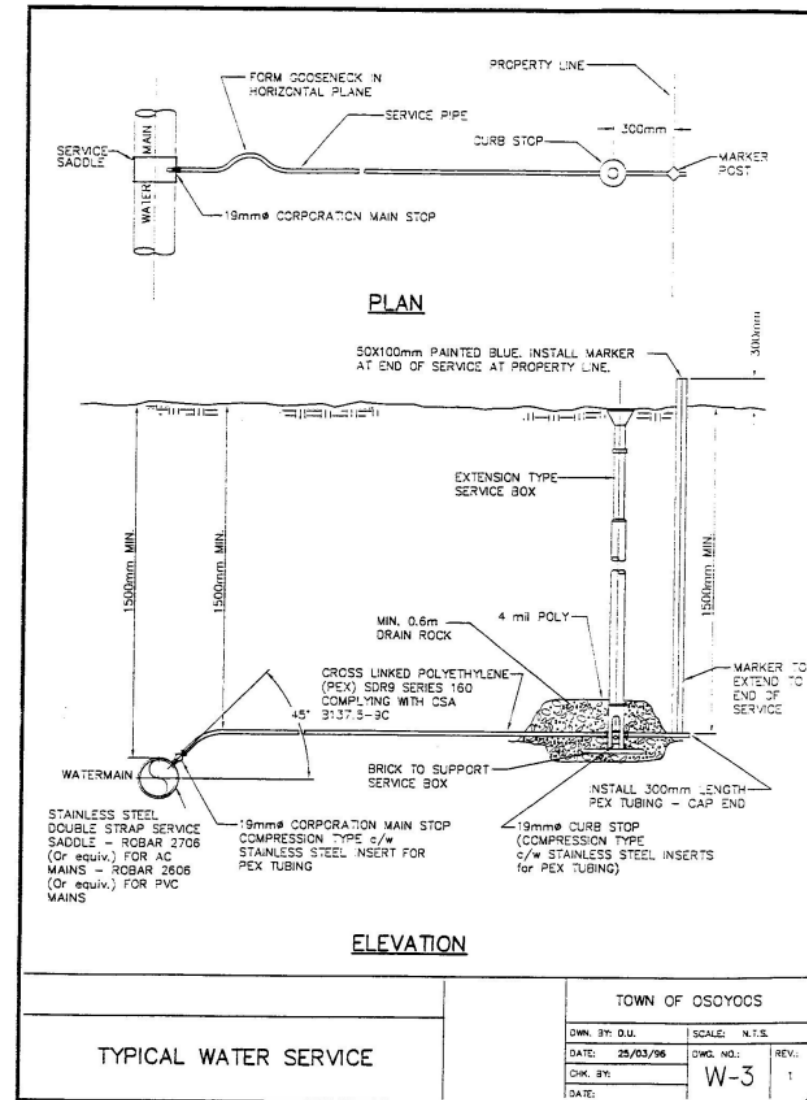 PROPERTY LINE
FORM GOOSENECK IN
HORIZONTAL PLANE
SERVICE PIPE
300mm
CURB STOP
SERVICE
SADDLE
WATER MAIN
MARKER
POST
19mmø CORPORATION MAIN STOP
PLAN
50X100mm PAINTED BLUE. INSTALL MARKER
AT END OF SERVICE AT PROPERTY LINE.
300mm
EXTENSION TYPE
SERVICE BOX
1500mm MIN.
1500mm MIN.
1500mm MIN.
MIN. 0.6m
DRAIN ROCK
4 mil POLY
CROSS LINKED POLYETHYLENE
(PEX) SDR9 SERIES 160
COMPLYING WITH CSA
B137.5-9C
MARKER TO
EXTEND TO
END OF
SERVICE
45°
WATERMAIN
BRICK TO SUPPORT
SERVICE BOX
INSTALL 300mm LENGTH
PEX TUBING - CAP END
STAINLESS STEEL
DOUBLE STRAP SERVICE
SADDLE - ROBAR 2706
(Or equiv.) FOR AC
MAINS - ROBAR 2606
(Or equiv.) FOR PVC
MAINS
19mmø CORPORATION MAIN STOP
COMPRESSION TYPE c/w
STAINLESS STEEL INSERT FOR
PEX TUBING
19mmø CURB STOP
(COMPRESSION TYPE
c/w STAINLESS STEEL INSERTS
for PEX TUBING)
ELEVATION
TYPICAL WATER SERVICE
TOWN OF OSOYOOS
DWN. BY: D.U.
SCALE: N.T.S.
DATE: 25/03/96
DWG. NO.:
W-3
REV.:
1
CHK. BY:
DATE: